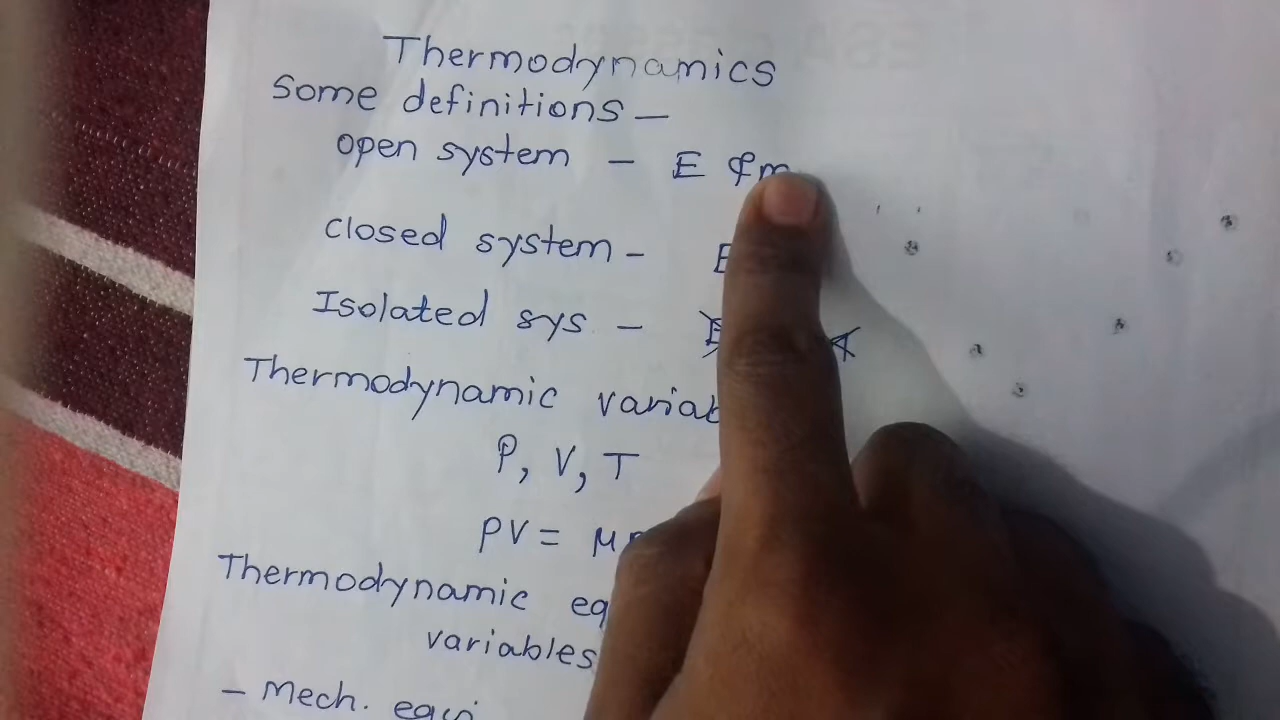 Thermodynamics
Some definitions –
open system – E & m
closed system –
Isolated sys –
Thermodynamic
P, V, T
PV = μ
Thermodynamic
variables
– Mech.